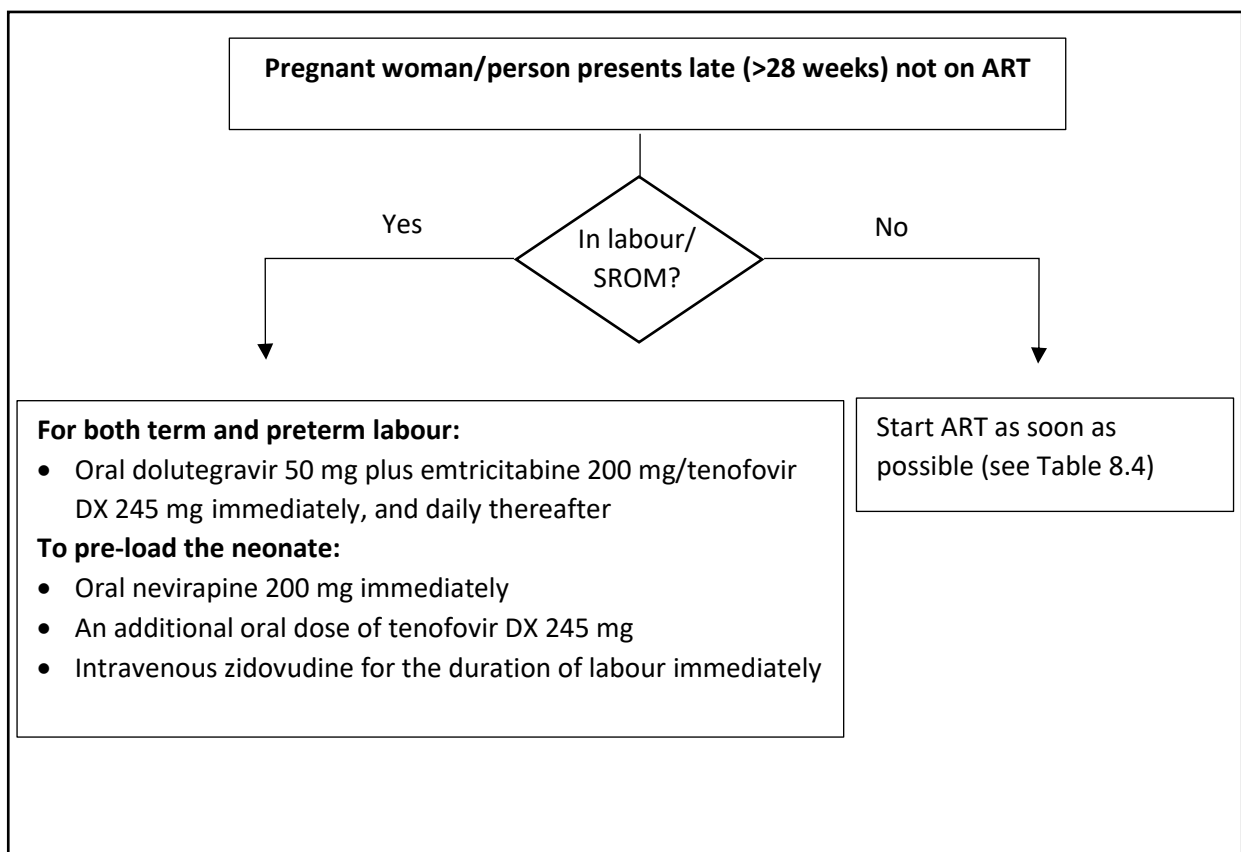 Pregnant woman/person presents late (>28 weeks) not on ART
Yes
In labour/
SROM?
No
For both term and preterm labour:
• Oral dolutegravir 50 mg plus emtricitabine 200 mg/tenofovir
DX 245 mg immediately, and daily thereafter
To pre-load the neonate:
• Oral nevirapine 200 mg immediately
• An additional oral dose of tenofovir DX 245 mg
• Intravenous zidovudine for the duration of labour immediately
Start ART as soon as
possible (see Table 8.4)